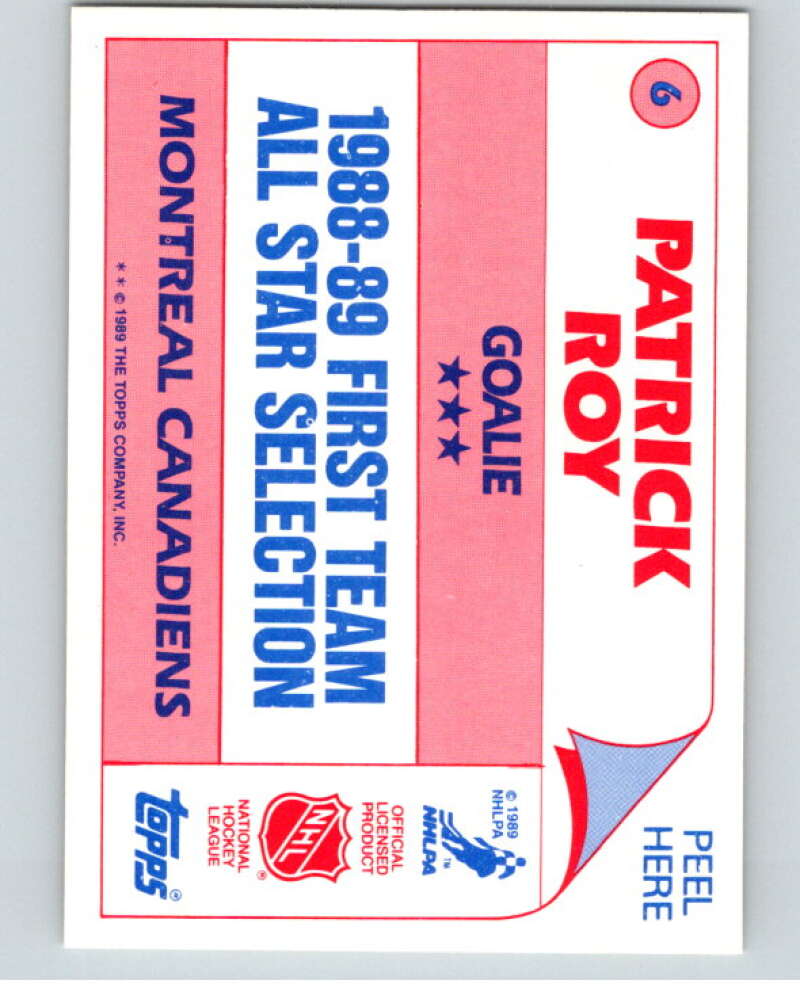 6
PATRICK
ROY
GOALIE
★★★
1988-89 FIRST TEAM
ALL STAR SELECTION
MONTREAL CANADIENS
** © 1989 THE TOPPS COMPANY, INC.
PEEL
HERE
© 1989
NHLPA
NHLPA™
OFFICIAL
LICENSED
PRODUCT
NHL®
NATIONAL
HOCKEY
LEAGUE
topps®